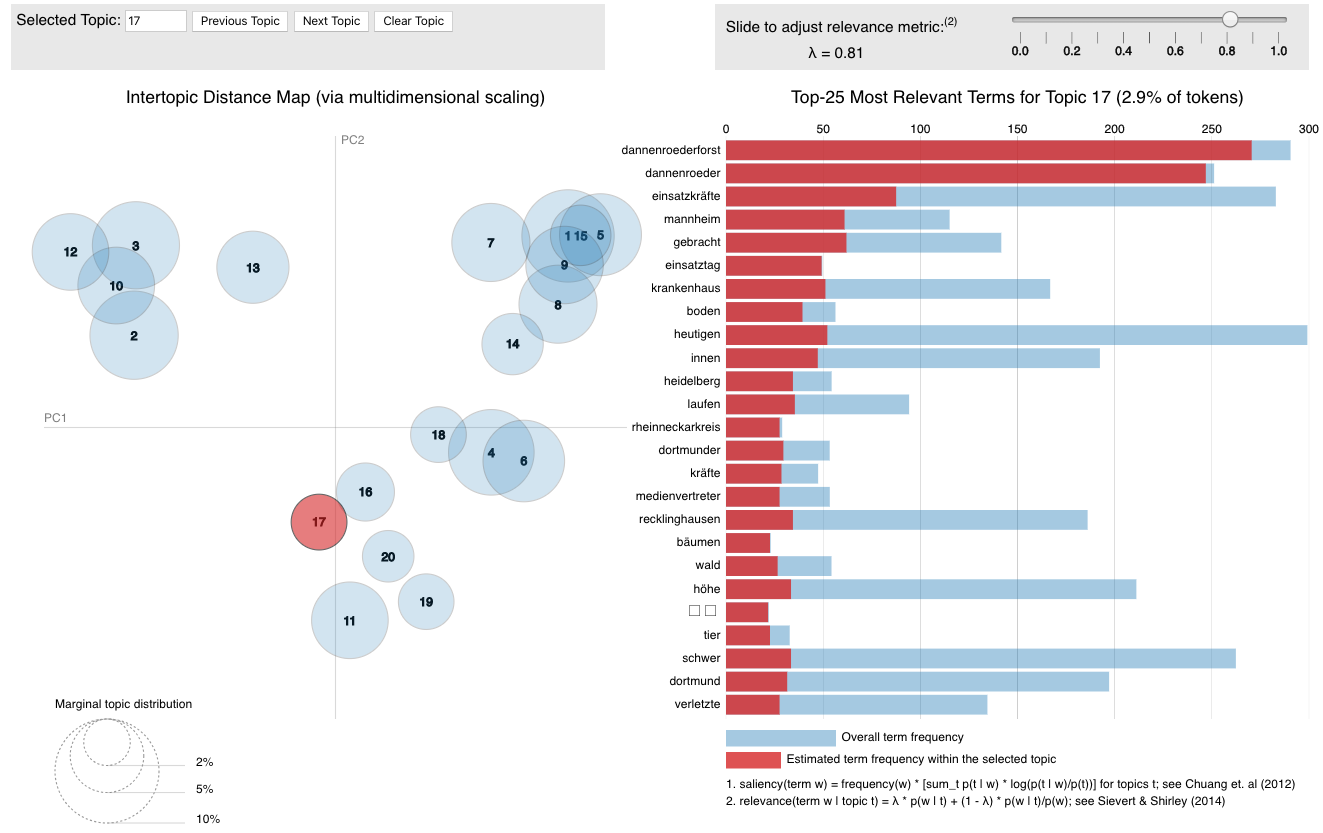 Selected Topic: 17 Previous Topic Next Topic Clear Topic
Slide to adjust relevance metric:(2)
λ = 0.81
0.0 0.2 0.4 0.6 0.8 1.0
Intertopic Distance Map (via multidimensional scaling)
PC2
PC1
12
3
10
2
13
7
1
15
5
9
8
14
18
4
6
16
17
20
19
11
Marginal topic distribution
2%
5%
10%
Top-25 Most Relevant Terms for Topic 17 (2.9% of tokens)
0 50 100 150 200 250 300
dannenroederforst
dannenroeder
einsatzkräfte
mannheim
gebracht
einsatztag
krankenhaus
boden
heutigen
innen
heidelberg
laufen
rheinneckarkreis
dortmunder
kräfte
medienvertreter
recklinghausen
bäumen
wald
höhe
□ □
tier
schwer
dortmund
verletzte
Overall term frequency
Estimated term frequency within the selected topic
1. saliency(term w) = frequency(w) * [sum_t p(t | w) * log(p(t | w)/p(t))] for topics t; see Chuang et. al (2012)
2. relevance(term w | topic t) = λ * p(w | t) + (1 - λ) * p(w | t)/p(w); see Sievert & Shirley (2014)